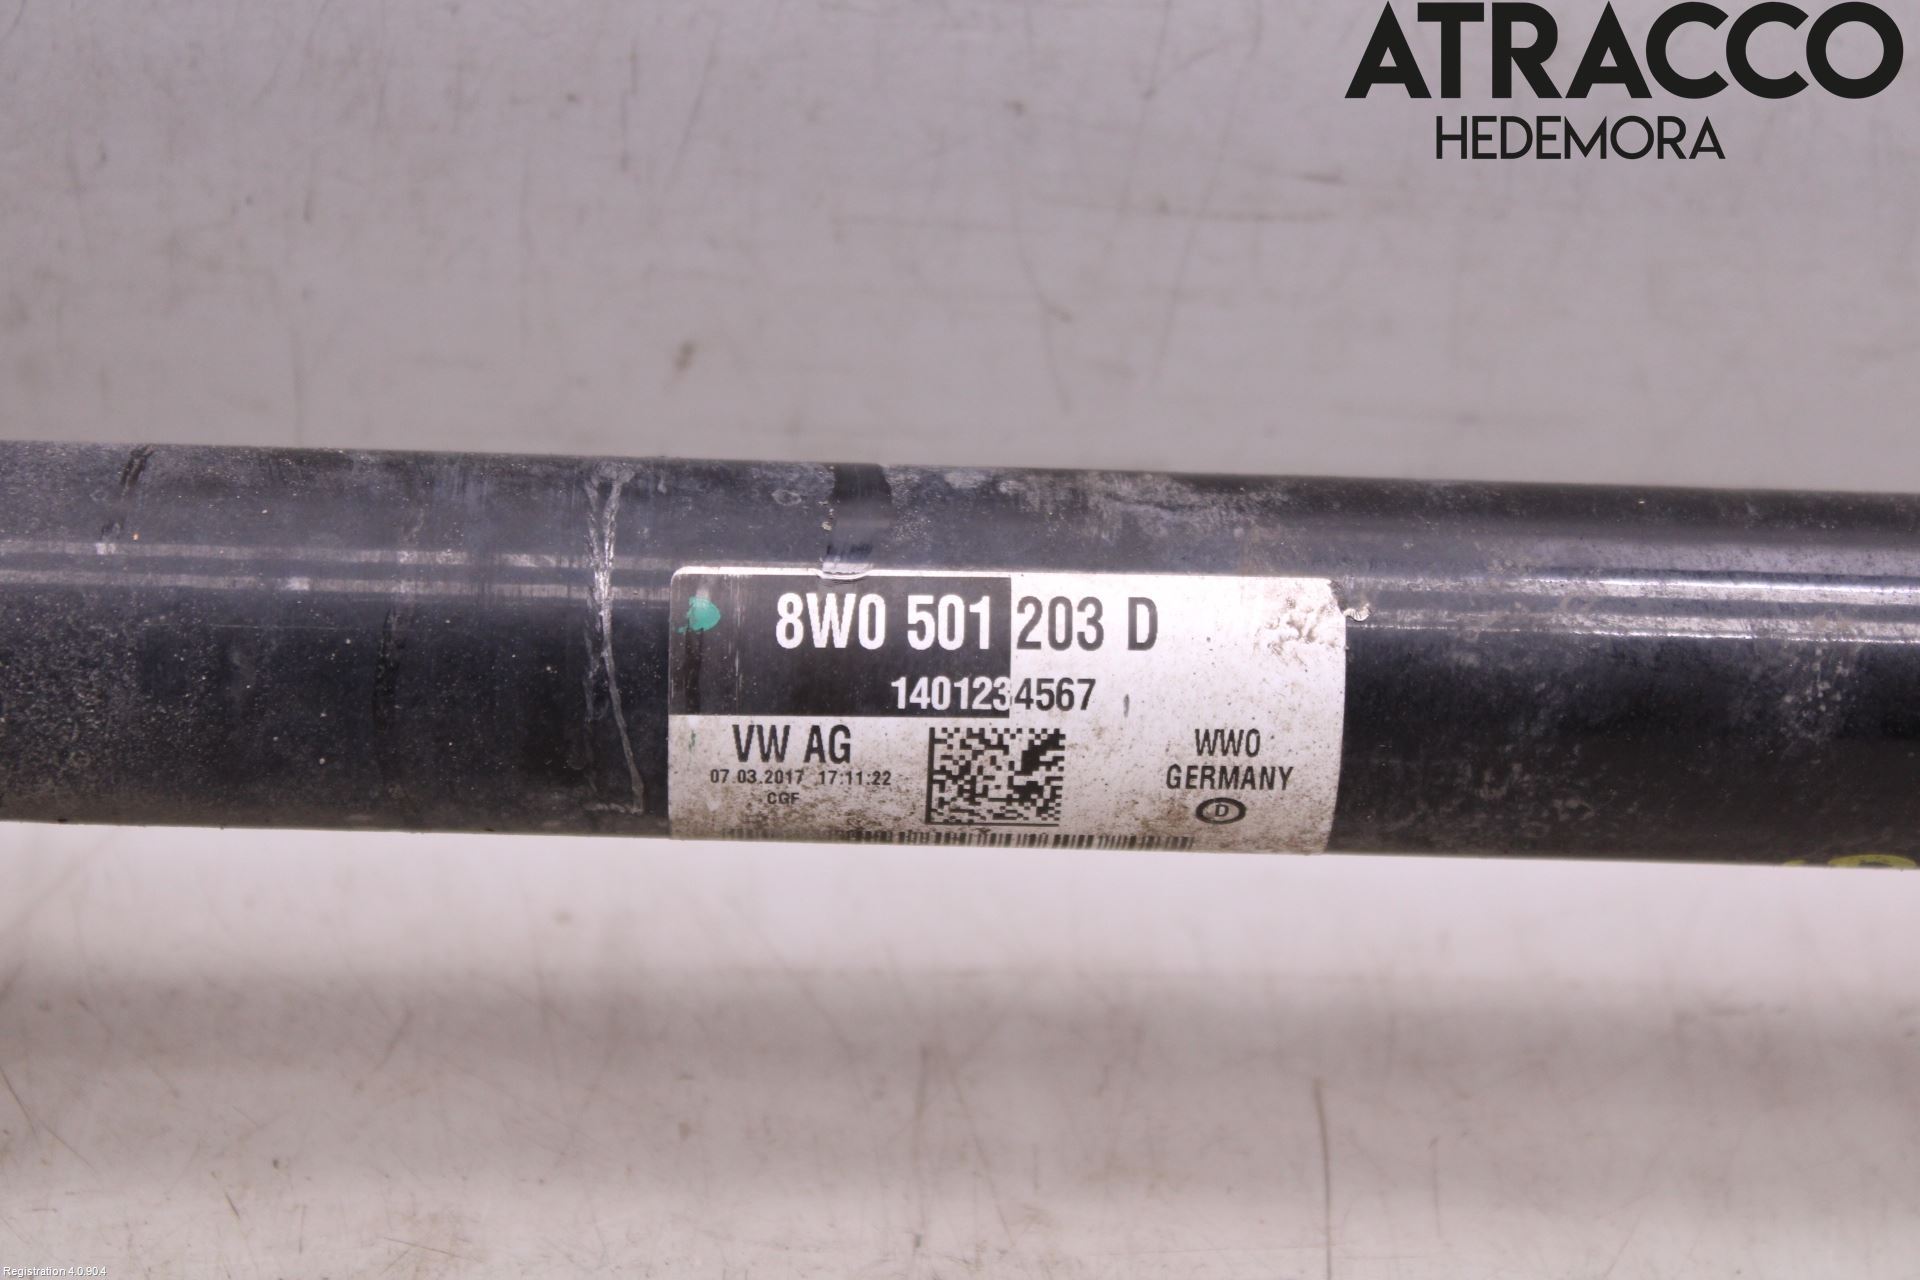 ATRACCO
HEDEMORA
8W0 501 203 D
1401234567
VW AG
07.03.2017 17:11:22
CGF
WWO
GERMANY
D
Registration 4.0.90.4